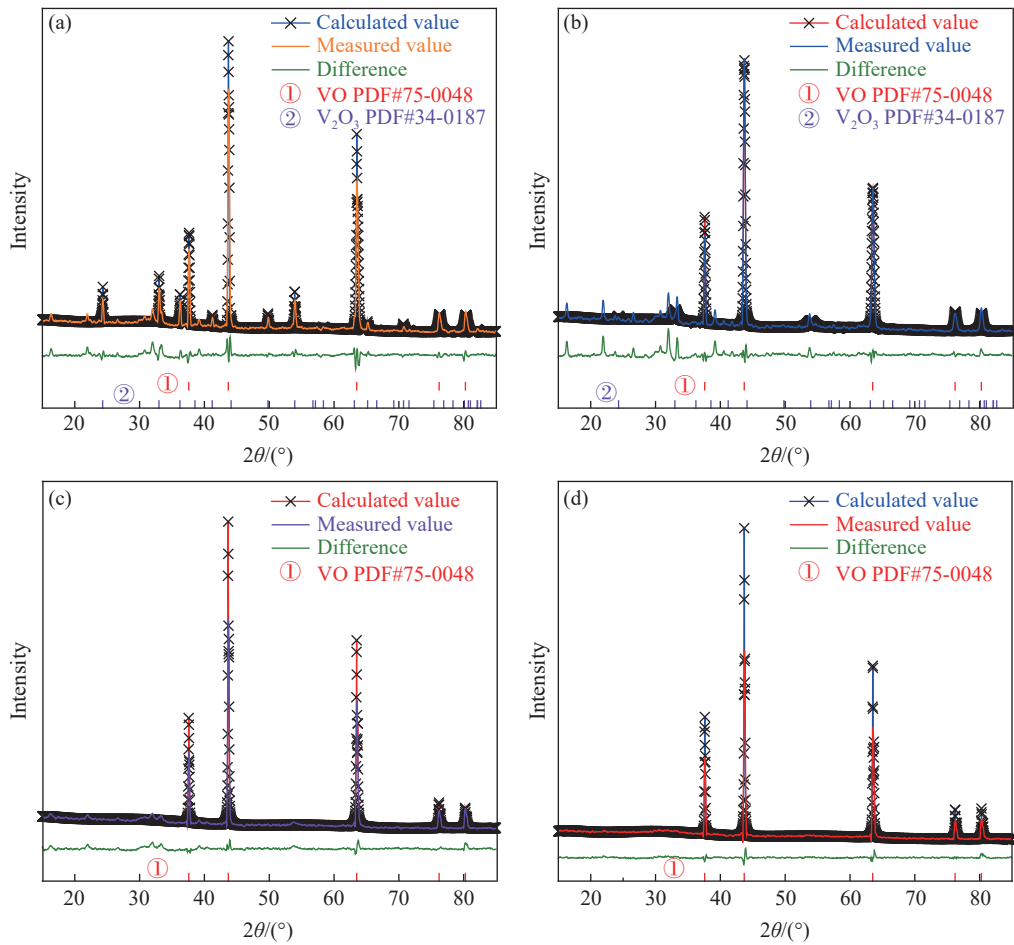 (a)
Calculated value
Measured value
Difference
① VO PDF#75-0048
② V₂O₃ PDF#34-0187
Intensity
①
②
20 30 40 50 60 70 80
2θ/(°)
(b)
Calculated value
Measured value
Difference
① VO PDF#75-0048
② V₂O₃ PDF#34-0187
Intensity
①
②
20 30 40 50 60 70 80
2θ/(°)
(c)
Calculated value
Measured value
Difference
① VO PDF#75-0048
Intensity
①
20 30 40 50 60 70 80
2θ/(°)
(d)
Calculated value
Measured value
Difference
① VO PDF#75-0048
Intensity
①
20 30 40 50 60 70 80
2θ/(°)